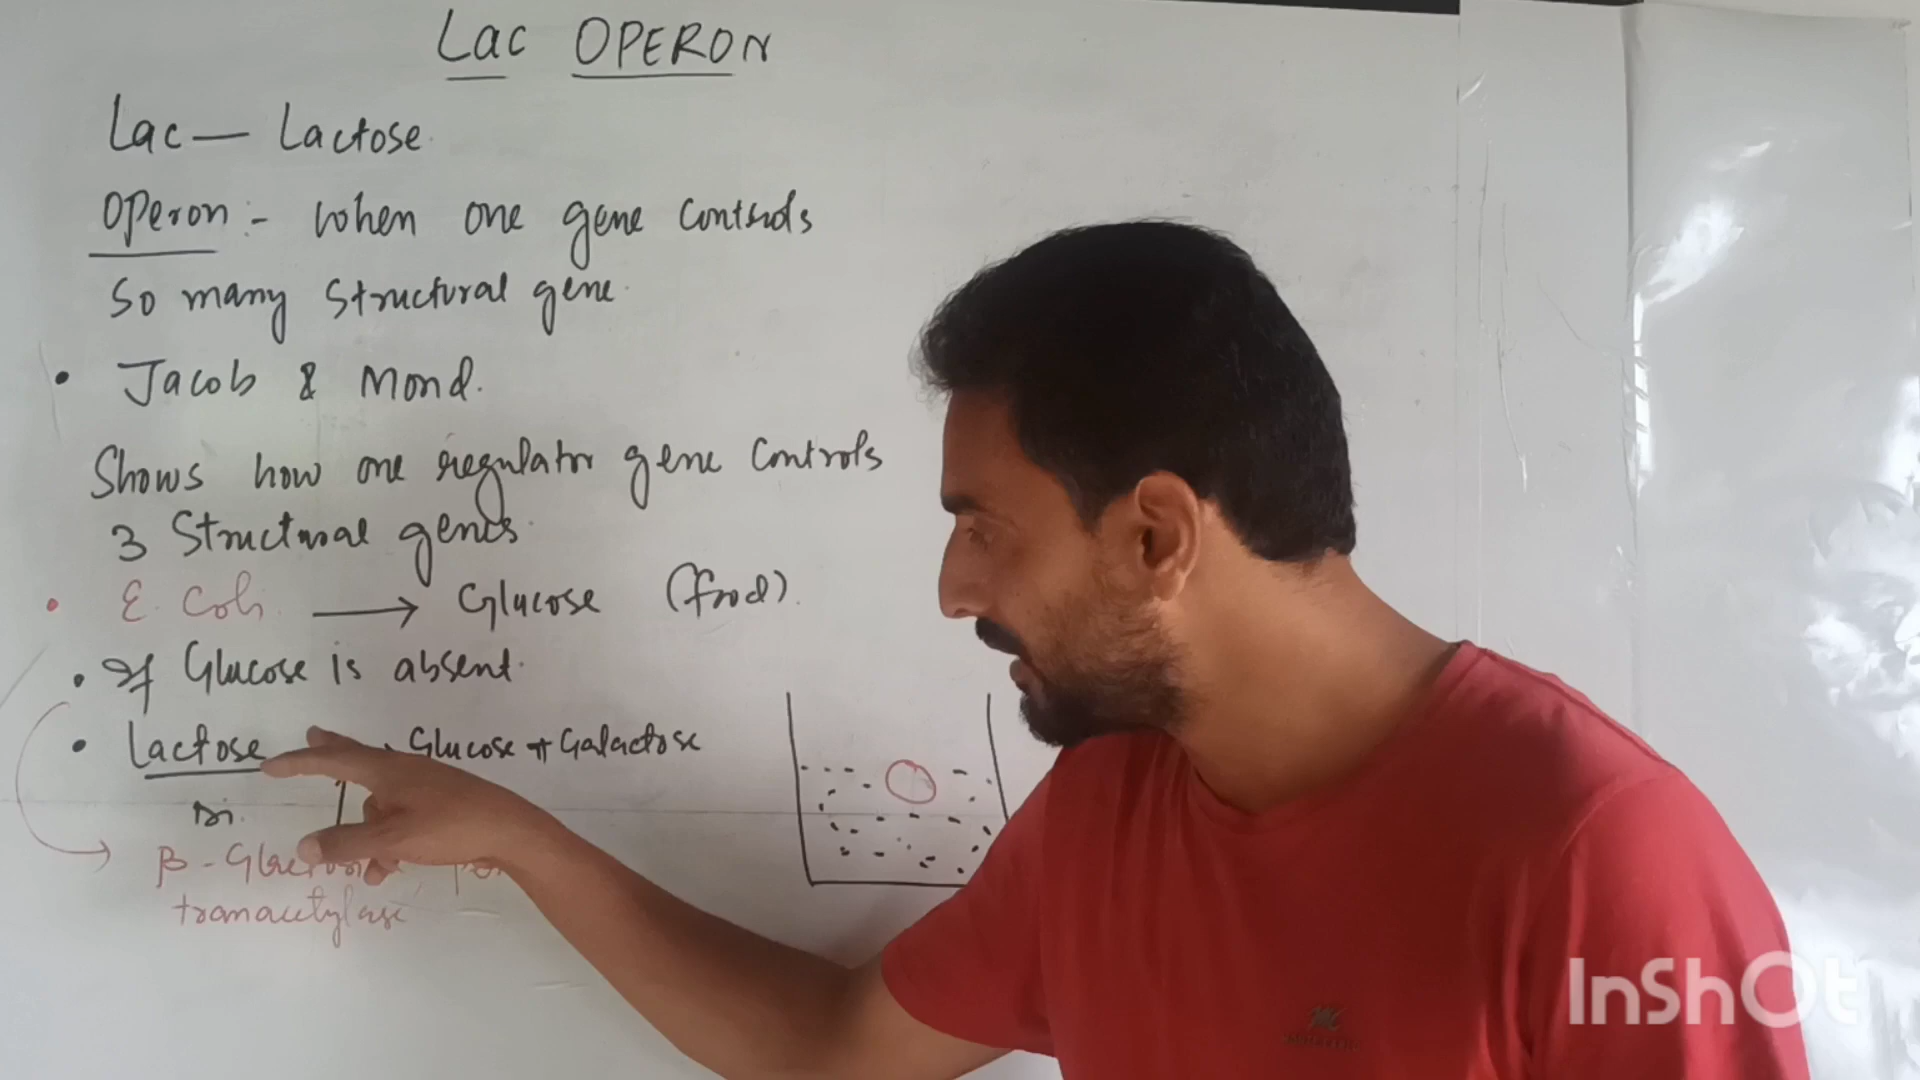 Lac OPERON
Lac — Lactose
Operon :- When one gene Controls
So many Structural gene
• Jacob & Mond.
Shows how one regulator gene Controls
3 Structural genes
• E. Coli → Glucose (food).
• If Glucose is absent.
• Lactose Glucose + Galactose
Di.
β-
transacetylase
InShOt